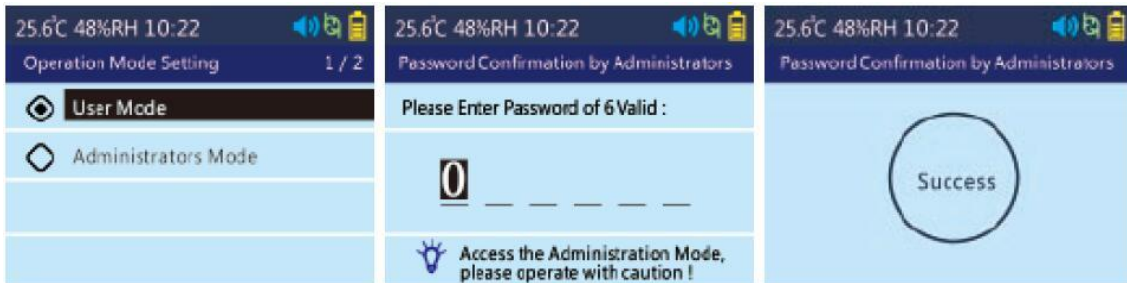 25.6℃ 48%RH 10:22
Operation Mode Setting 1 / 2
User Mode
Administrators Mode
25.6℃ 48%RH 10:22
Password Confirmation by Administrators
Please Enter Password of 6 Valid :
0 _ _ _ _ _
Access the Administration Mode,
please operate with caution !
25.6℃ 48%RH 10:22
Password Confirmation by Administrators
Success